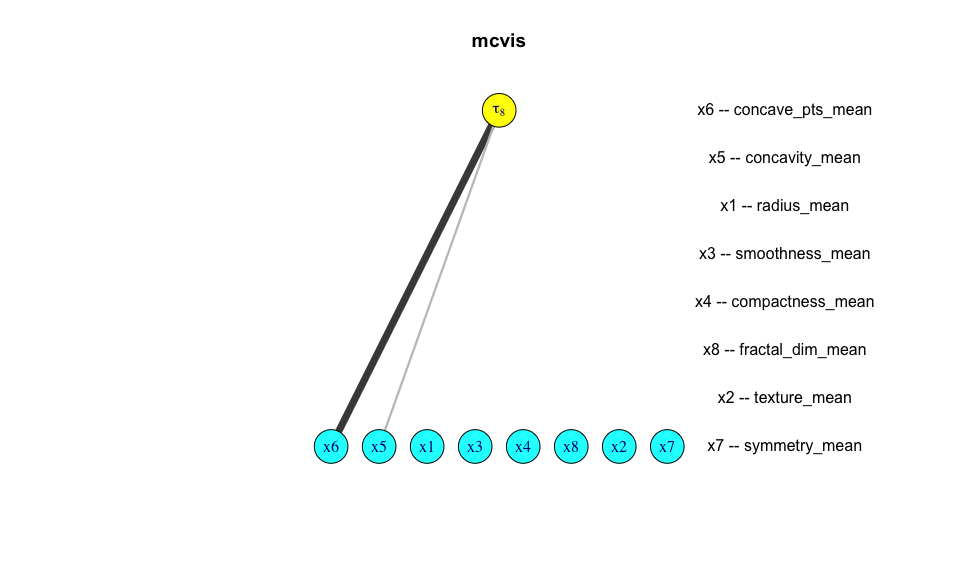 mcvis
τ8
x6 -- concave_pts_mean
x5 -- concavity_mean
x1 -- radius_mean
x3 -- smoothness_mean
x4 -- compactness_mean
x8 -- fractal_dim_mean
x2 -- texture_mean
x6 x5 x1 x3 x4 x8 x2 x7
x7 -- symmetry_mean